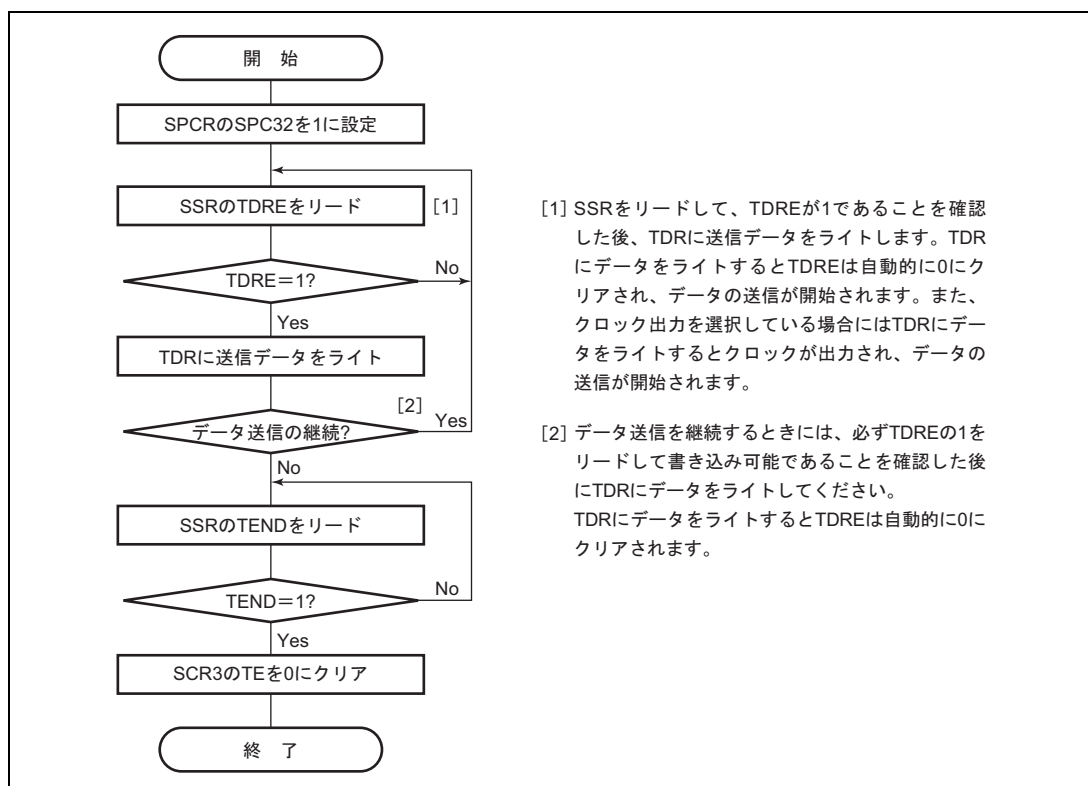 開 始
SPCRのSPC32を1に設定
SSRのTDREをリード
[1]
TDRE=1?
No
Yes
TDRに送信データをライト
[2]
データ送信の継続?
Yes
No
SSRのTENDをリード
TEND=1?
No
Yes
SCR3のTEを0にクリア
終 了
[1] SSRをリードして、TDREが1であることを確認
した後、TDRに送信データをライトします。TDR
にデータをライトするとTDREは自動的に0にク
リアされ、データの送信が開始されます。また、
クロック出力を選択している場合にはTDRにデー
タをライトするとクロックが出力され、データの
送信が開始されます。
[2] データ送信を継続するときには、必ずTDREの1を
リードして書き込み可能であることを確認した後
にTDRにデータをライトしてください。
TDRにデータをライトするとTDREは自動的に0に
クリアされます。